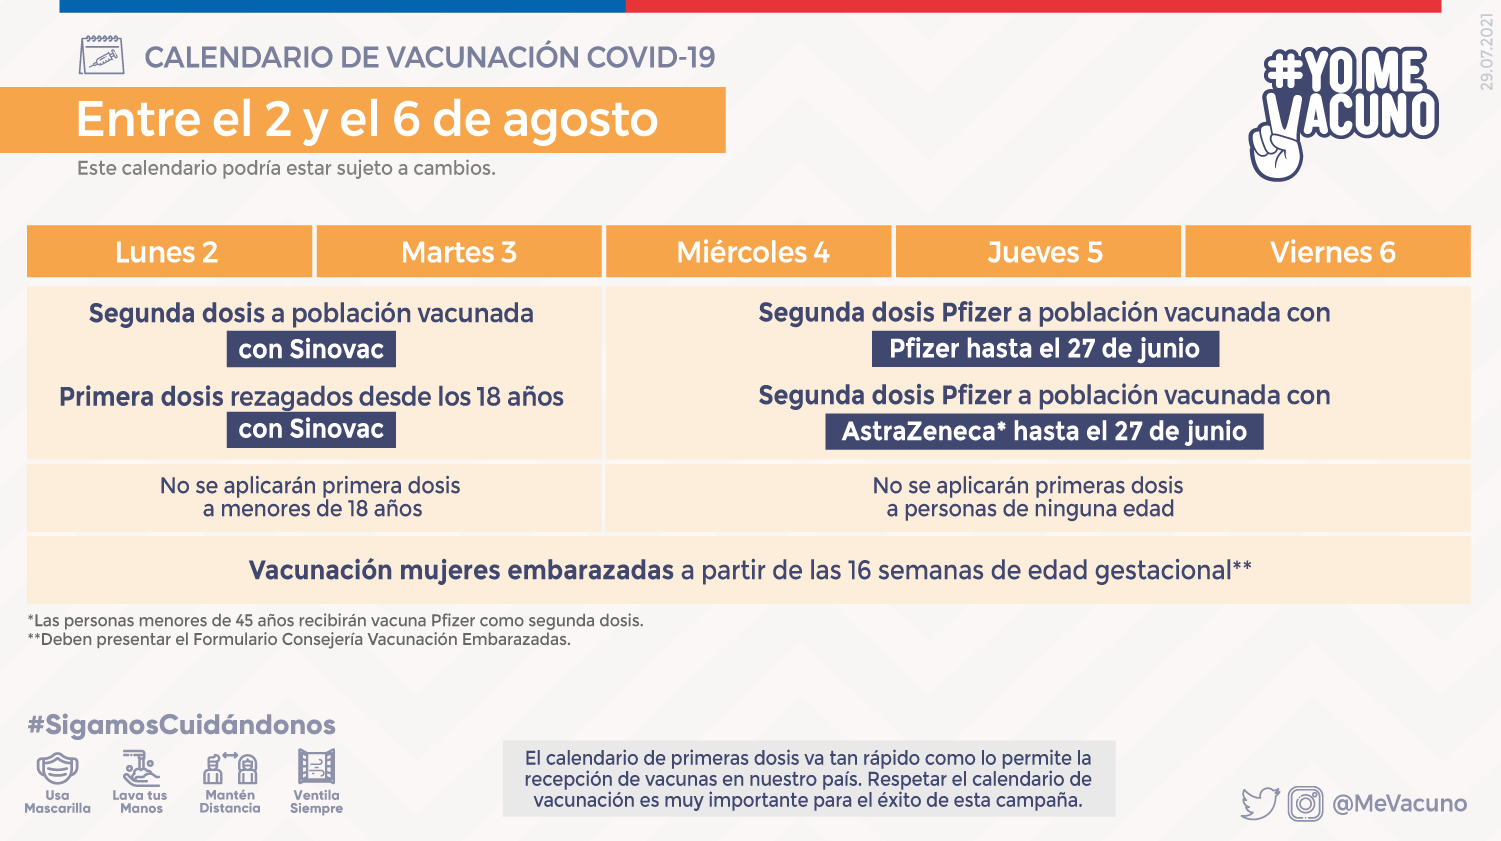 29.07.2021
CALENDARIO DE VACUNACIÓN COVID-19
Entre el 2 y el 6 de agosto
Este calendario podría estar sujeto a cambios.
#YO ME
VACUNO
Lunes 2
Martes 3
Miércoles 4
Jueves 5
Viernes 6
Segunda dosis a población vacunada
con Sinovac
Primera dosis rezagados desde los 18 años
con Sinovac
Segunda dosis Pfizer a población vacunada con
Pfizer hasta el 27 de junio
Segunda dosis Pfizer a población vacunada con
AstraZeneca* hasta el 27 de junio
No se aplicarán primera dosis
a menores de 18 años
No se aplicarán primeras dosis
a personas de ninguna edad
Vacunación mujeres embarazadas a partir de las 16 semanas de edad gestacional**
*Las personas menores de 45 años recibirán vacuna Pfizer como segunda dosis.
**Deben presentar el Formulario Consejería Vacunación Embarazadas.
#SigamosCuidándonos
Usa
Mascarilla
Lava tus
Manos
Mantén
Distancia
Ventila
Siempre
El calendario de primeras dosis va tan rápido como lo permite la
recepción de vacunas en nuestro país. Respetar el calendario de
vacunación es muy importante para el éxito de esta campaña.
@MeVacuno